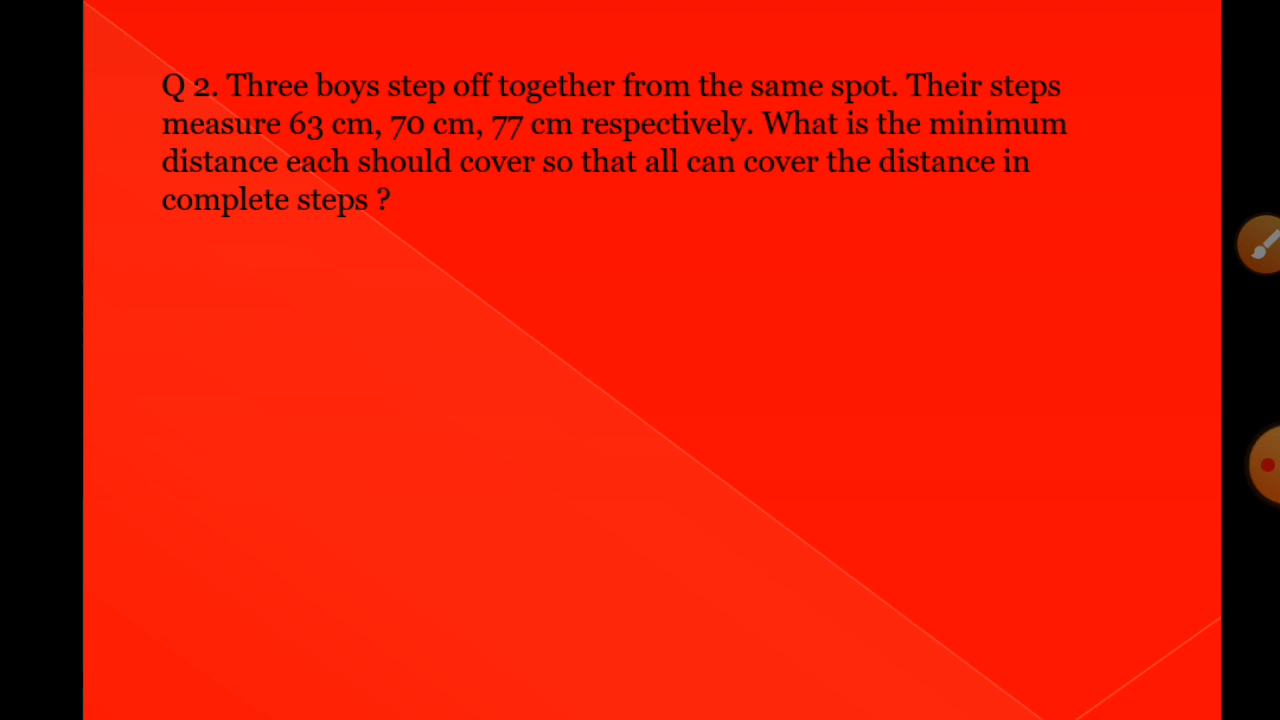 Q 2. Three boys step off together from the same spot. Their steps
measure 63 cm, 70 cm, 77 cm respectively. What is the minimum
distance each should cover so that all can cover the distance in
complete steps ?